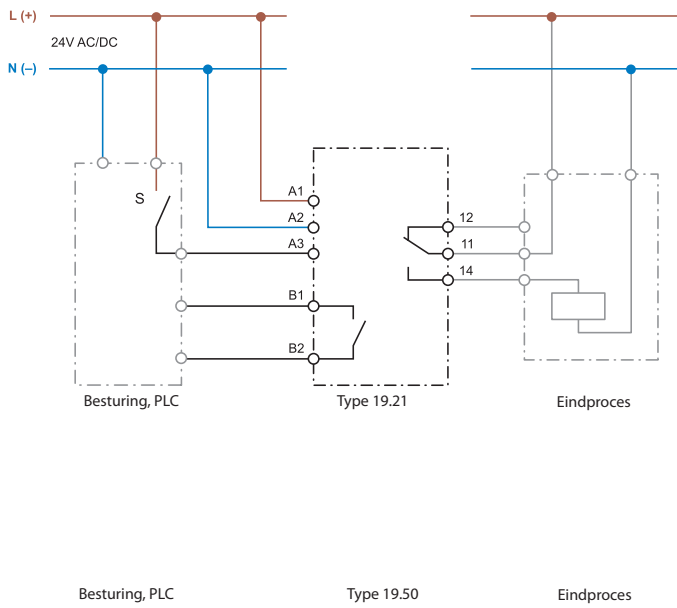 L (+)
24V AC/DC
N (–)
S
A1
A2
A3
B1
B2
12
11
14
Besturing, PLC
Type 19.21
Eindproces
Besturing, PLC
Type 19.50
Eindproces